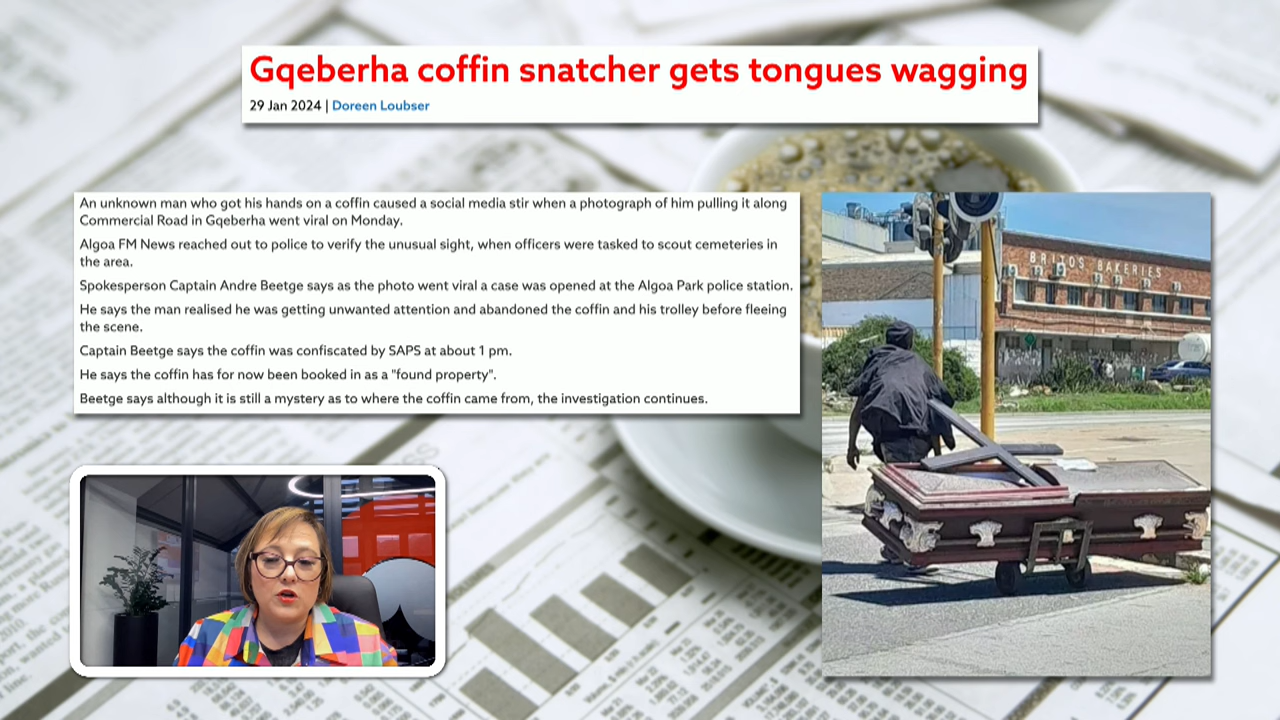 Gqeberha coffin snatcher gets tongues wagging
29 Jan 2024 | Doreen Loubser
An unknown man who got his hands on a coffin caused a social media stir when a photograph of him pulling it along
Commercial Road in Gqeberha went viral on Monday.
Algoa FM News reached out to police to verify the unusual sight, when officers were tasked to scout cemeteries in
the area.
Spokesperson Captain Andre Beetge says as the photo went viral a case was opened at the Algoa Park police station.
He says the man realised he was getting unwanted attention and abandoned the coffin and his trolley before fleeing
the scene.
Captain Beetge says the coffin was confiscated by SAPS at about 1 pm.
He says the coffin has for now been booked in as a "found property".
Beetge says although it is still a mystery as to where the coffin came from, the investigation continues.
BRITOS BAKERIES